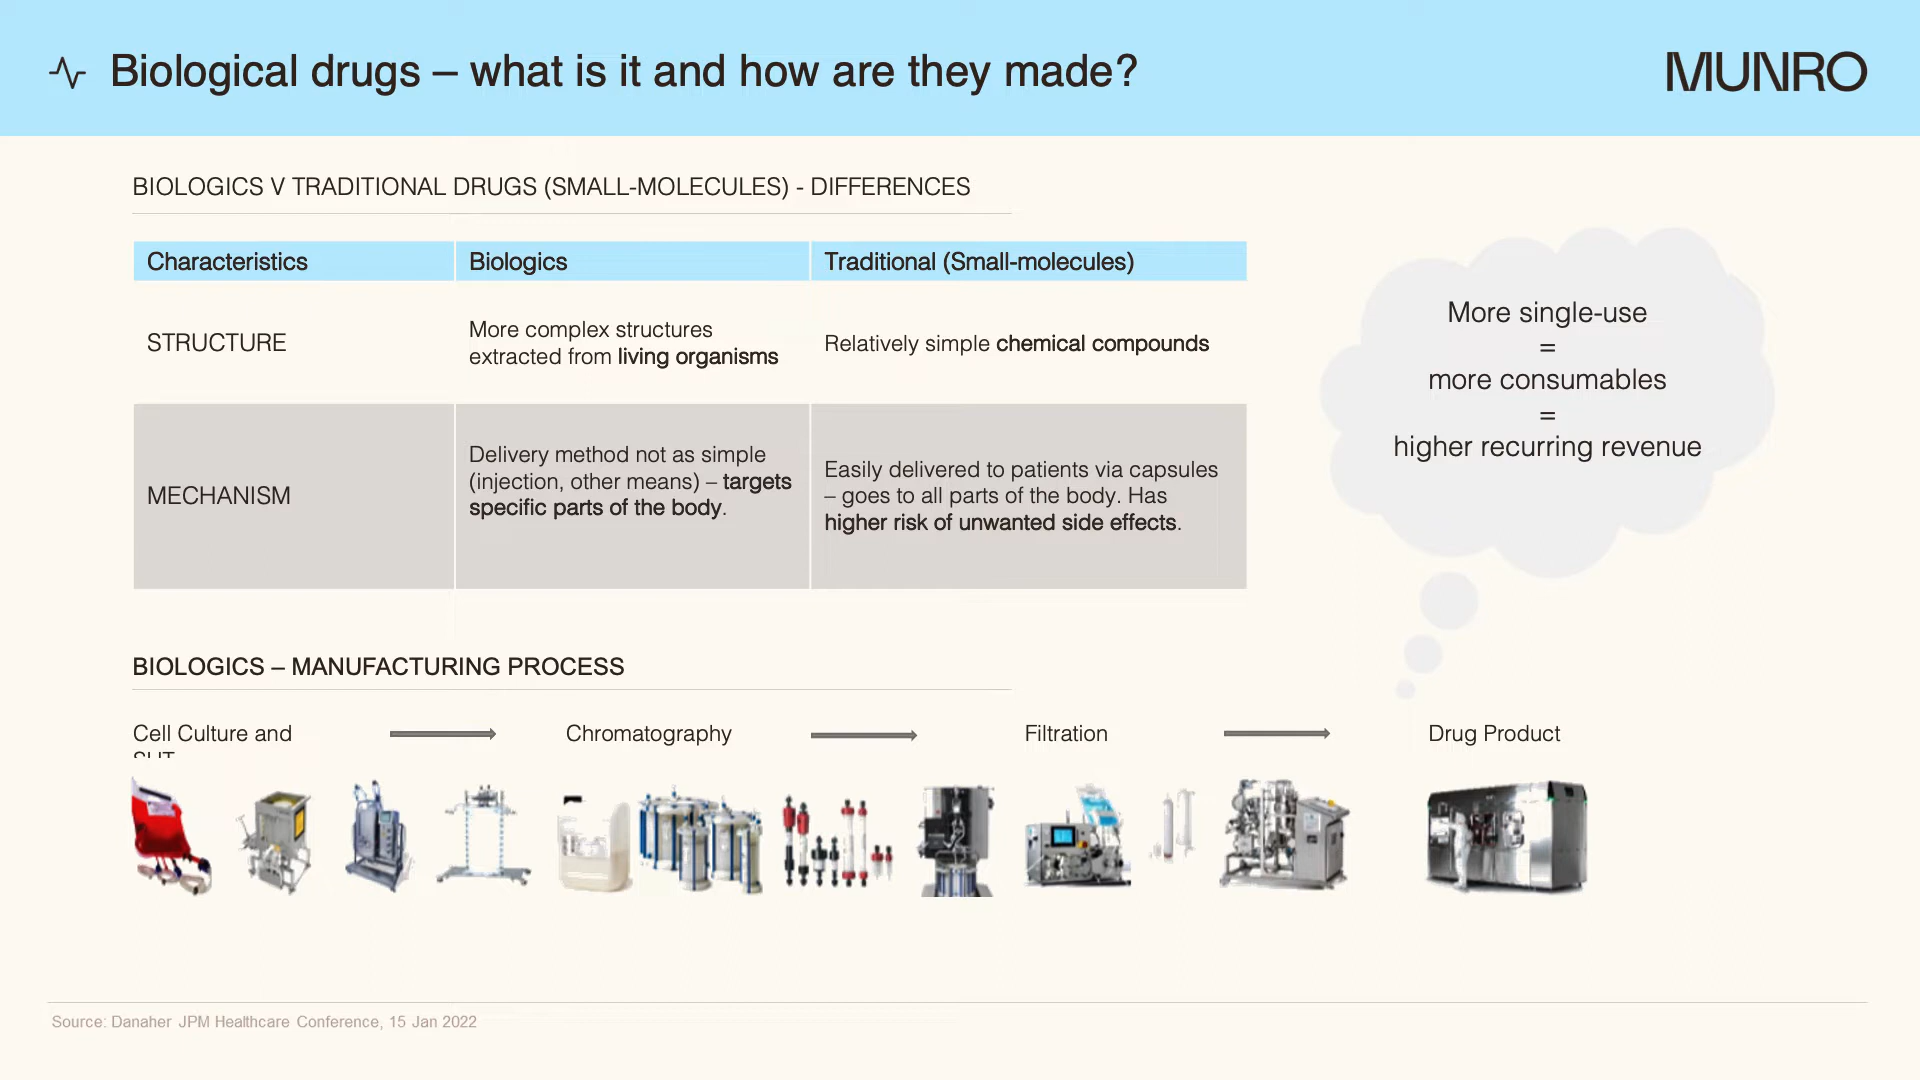 Biological drugs – what is it and how are they made?
MUNRO
BIOLOGICS V TRADITIONAL DRUGS (SMALL-MOLECULES) - DIFFERENCES
Characteristics
Biologics
Traditional (Small-molecules)
STRUCTURE
More complex structures
extracted from living organisms
Relatively simple chemical compounds
MECHANISM
Delivery method not as simple
(injection, other means) – targets
specific parts of the body.
Easily delivered to patients via capsules
– goes to all parts of the body. Has
higher risk of unwanted side effects.
More single-use
=
more consumables
=
higher recurring revenue
BIOLOGICS – MANUFACTURING PROCESS
Cell Culture and
Chromatography
Filtration
Drug Product
Source: Danaher JPM Healthcare Conference, 15 Jan 2022